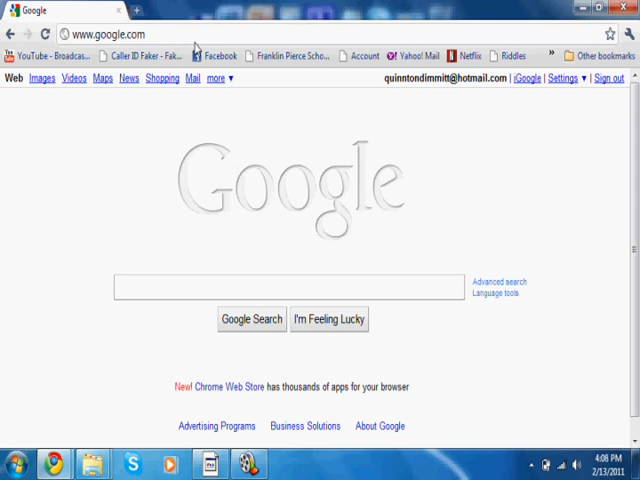 Google
www.google.com
YouTube - Broadcas... Caller ID Faker - Fak... Facebook Franklin Pierce Scho... Account Yahoo! Mail Netflix Riddles » Other bookmarks
Web Images Videos Maps News Shopping Mail more ▼ quinntondimmitt@hotmail.com | iGoogle | Settings ▼ | Sign out
Google
Advanced search
Language tools
Google Search I'm Feeling Lucky
New! Chrome Web Store has thousands of apps for your browser
Advertising Programs Business Solutions About Google
4:08 PM
2/13/2011